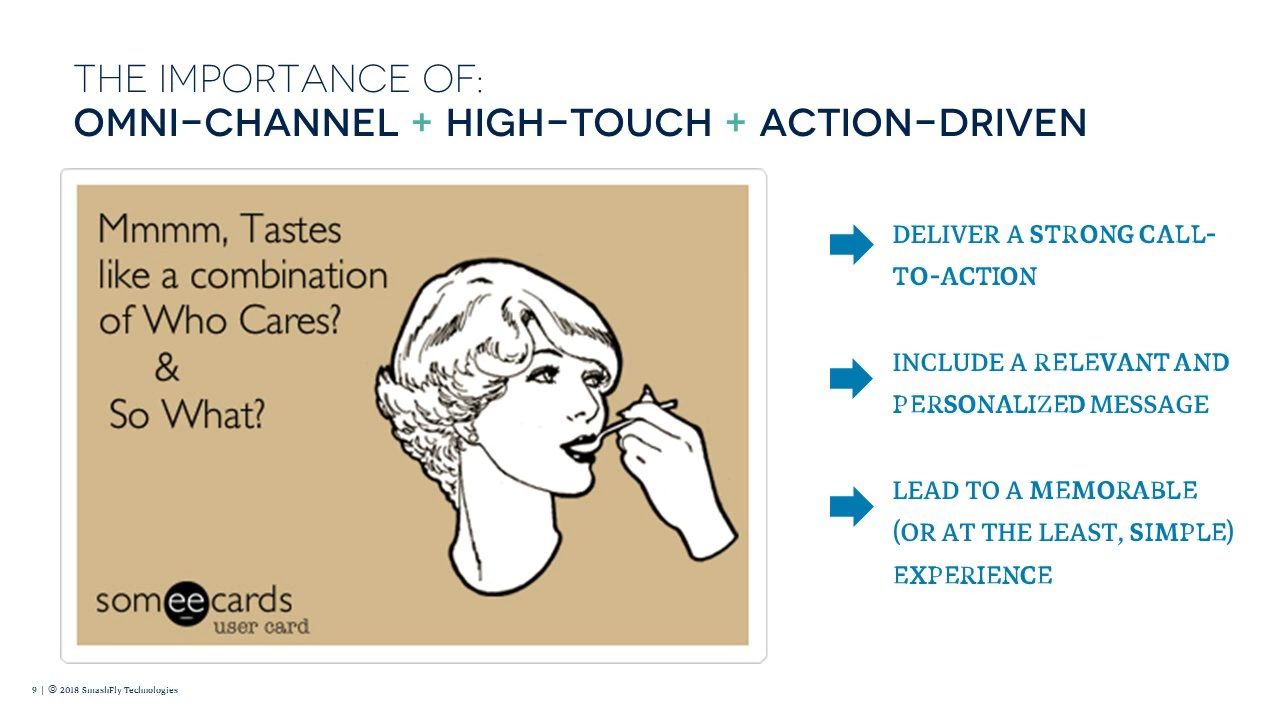 THE IMPORTANCE OF:
OMNI-CHANNEL + HIGH-TOUCH + ACTION-DRIVEN
Mmmm, Tastes
like a combination
of Who Cares?
&
So What?
someecards
user card
DELIVER A STRONG CALL-
TO-ACTION
INCLUDE A RELEVANT AND
PERSONALIZED MESSAGE
LEAD TO A MEMORABLE
(OR AT THE LEAST, SIMPLE)
EXPERIENCE
9 | © 2018 SmashFly Technologies